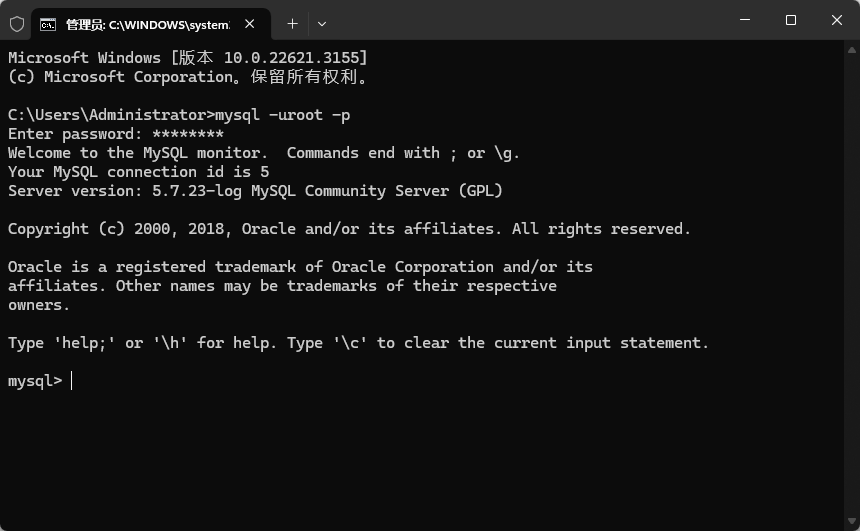 管理员: C:\WINDOWS\system
Microsoft Windows [版本 10.0.22621.3155]
(c) Microsoft Corporation。保留所有权利。
C:\Users\Administrator>mysql -uroot -p
Enter password: ********
Welcome to the MySQL monitor.  Commands end with ; or \g.
Your MySQL connection id is 5
Server version: 5.7.23-log MySQL Community Server (GPL)
Copyright (c) 2000, 2018, Oracle and/or its affiliates. All rights reserved.
Oracle is a registered trademark of Oracle Corporation and/or its
affiliates. Other names may be trademarks of their respective
owners.
Type 'help;' or '\h' for help. Type '\c' to clear the current input statement.
mysql>